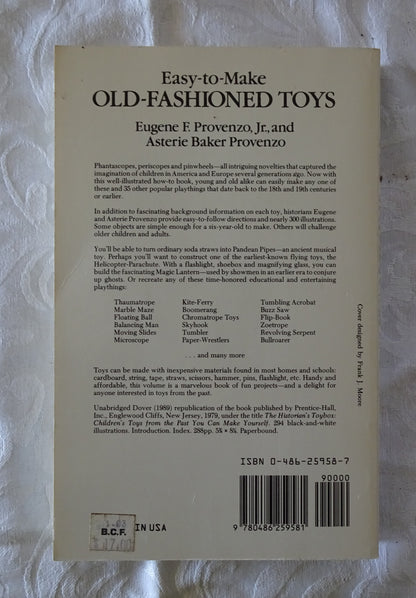 Easy-to-Make
OLD-FASHIONED TOYS
Eugene F. Provenzo, Jr., and
Asterie Baker Provenzo
Phantascopes, periscopes and pinwheels—all intriguing novelties that captured the
imagination of children in America and Europe several generations ago. Now with
this well-illustrated how-to book, young and old alike can easily make any one of
these and 35 other popular playthings that date back to the 18th and 19th centuries
or earlier.
In addition to fascinating background information on each toy, historians Eugene
and Asterie Provenzo provide easy-to-follow directions and nearly 300 illustrations.
Some objects are simple enough for a six-year-old to make. Others will challenge
older children and adults.
You'll be able to turn ordinary soda straws into Pandean Pipes—an ancient musical
toy. Perhaps you'll want to construct one of the earliest-known flying toys, the
Helicopter-Parachute. With a flashlight, shoebox and magnifying glass, you can
build the fascinating Magic Lantern—used by showmen in an earlier era to conjure
up ghosts. Or recreate any of these time-honored educational and entertaining
playthings:
Thaumatrope Kite-Ferry Tumbling Acrobat
Marble Maze Boomerang Buzz Saw
Floating Ball Chromatrope Toys Flip-Book
Balancing Man Skyhook Zoetrope
Moving Slides Tumbler Revolving Serpent
Microscope Paper-Wrestlers Bullroarer
. . . and many more
Toys can be made with inexpensive materials found in most homes and schools:
cardboard, string, tape, straws, scissors, hammer, pins, flashlight, etc. Handy and
affordable, this volume is a marvelous book of fun projects—and a delight for
anyone interested in toys from the past.
Unabridged Dover (1989) republication of the book published by Prentice-Hall,
Inc., Englewood Cliffs, New Jersey, 1979, under the title The Historian's Toybox:
Children's Toys from the Past You Can Make Yourself. 294 black-and-white
illustrations. Introduction. Index. 288pp. 5⅜ × 8¼. Paperbound.
Cover designed by Frank J. Moore
ISBN 0-486-25958-7
90000
9 780486 259581
IN USA
B.C.F.